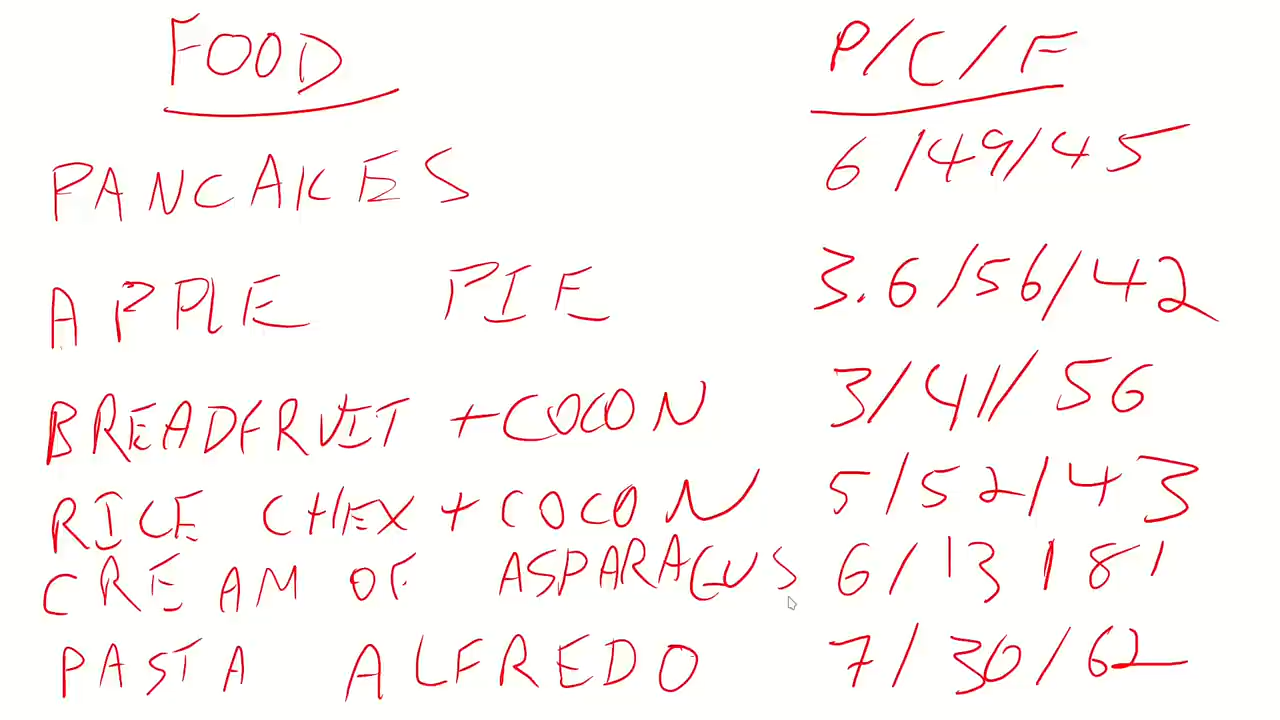 FOOD P/C/F
PANCAKES 6/49/45
APPLE PIE 3.6/56/42
BREADFRUIT + COCON 3/41/56
RICE CHEX + COCON 5/52/43
CREAM OF ASPARAGUS 6/13/81
PASTA ALFREDO 7/30/62